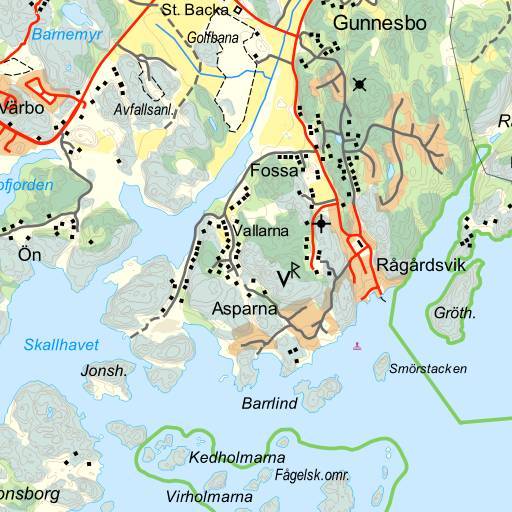 St. Backa
Gunnesbo
Barnemyr
Golfbana
Vårbo
Avfallsanl.
Fossa
Vallarna
Ön
Rågårdsvik
Asparna
Gröth.
Skallhavet
Jonsh.
Smörstacken
Barrlind
Kedholmarna
Fågelsk.omr.
Virholmarna
onsborg